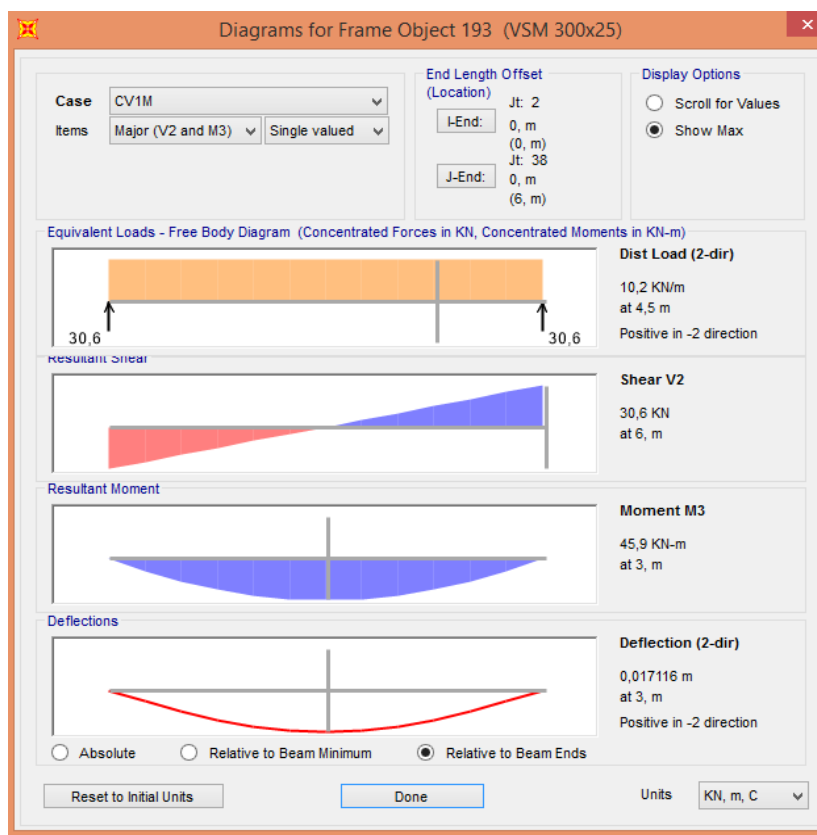 Diagrams for Frame Object 193 (VSM 300x25)
Case CV1M
Items Major (V2 and M3) Single valued
End Length Offset
(Location)
Jt: 2
I-End: 0, m
(0, m)
Jt: 38
J-End: 0, m
(6, m)
Display Options
Scroll for Values
Show Max
Equivalent Loads - Free Body Diagram (Concentrated Forces in KN, Concentrated Moments in KN-m)
30,6
30,6
Dist Load (2-dir)
10,2 KN/m
at 4,5 m
Positive in -2 direction
Resultant Shear
Shear V2
30,6 KN
at 6, m
Resultant Moment
Moment M3
45,9 KN-m
at 3, m
Deflections
Deflection (2-dir)
0,017116 m
at 3, m
Positive in -2 direction
Absolute Relative to Beam Minimum Relative to Beam Ends
Reset to Initial Units Done Units KN, m, C